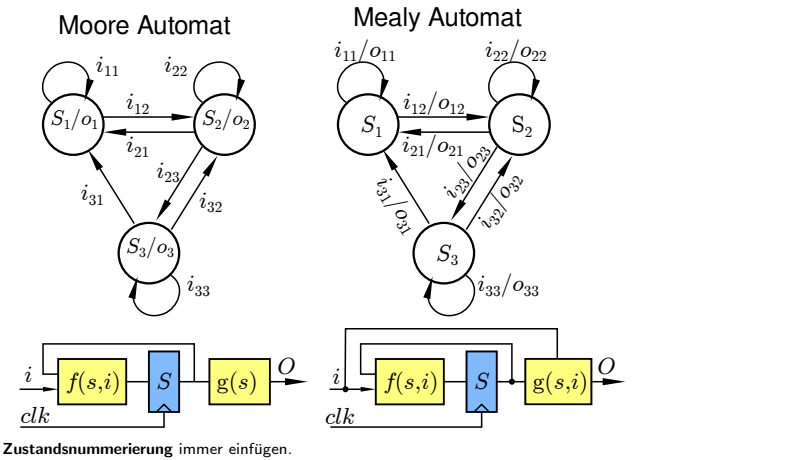 Moore Automat
i₁₁
i₂₂
S₁/o₁
i₁₂
S₂/o₂
i₂₁
i₂₃
i₃₁
i₃₂
S₃/o₃
i₃₃
i
f(s,i)
S
g(s)
O
clk
Mealy Automat
i₁₁/o₁₁
i₂₂/o₂₂
S₁
i₁₂/o₁₂
S₂
i₂₁/o₂₁
i₂₃/o₂₃
i₃₁/o₃₁
i₃₂/o₃₂
S₃
i₃₃/o₃₃
i
f(s,i)
S
g(s,i)
O
clk
Zustandsnummerierung immer einfügen.